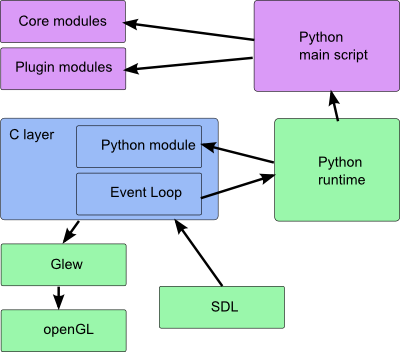 Core modules
Plugin modules
Python
main script
C layer
Python module
Event Loop
Python
runtime
Glew
openGL
SDL